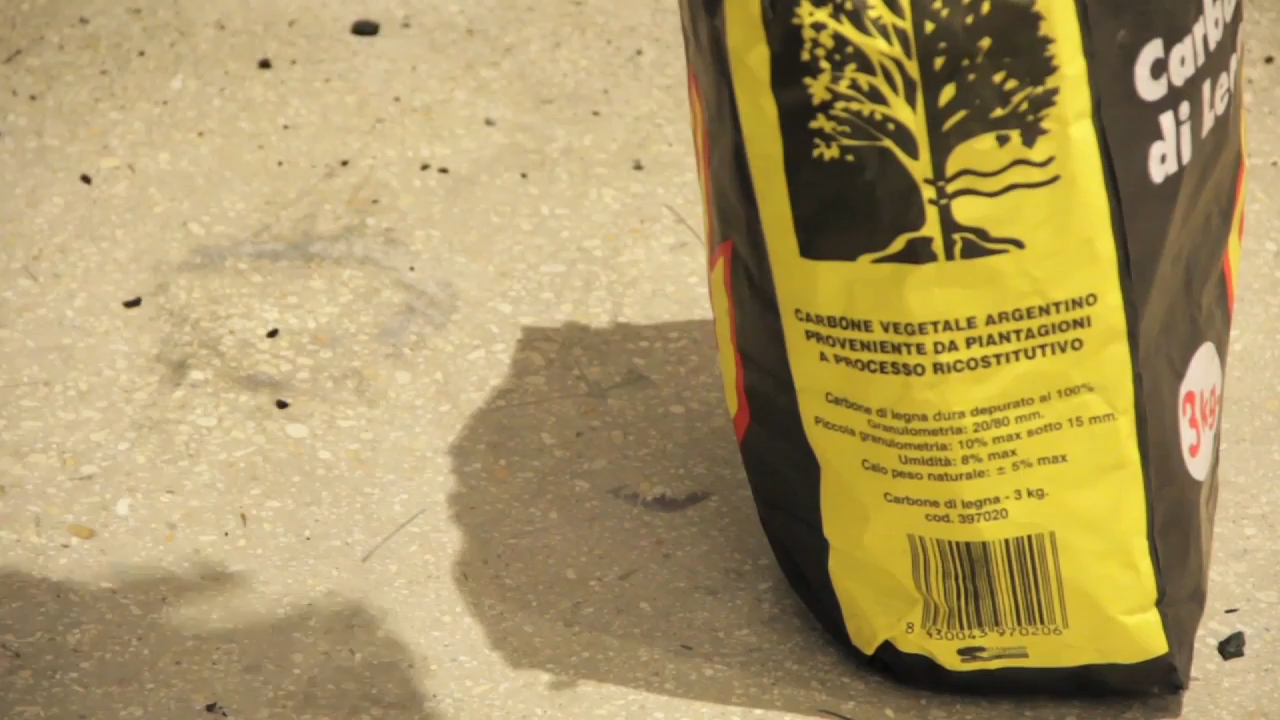 CARBONE VEGETALE ARGENTINO
PROVENIENTE DA PIANTAGIONI
A PROCESSO RICOSTITUTIVO
Carbone di legna dura depurato al 100%
Granulometria: 20/80 mm.
Piccola granulometria: 10% max sotto 15 mm.
Umidità: 8% max
Calo peso naturale: ± 5% max
Carbone di legna - 3 kg.
cod. 397020
8 430043 970206
di
3kg.